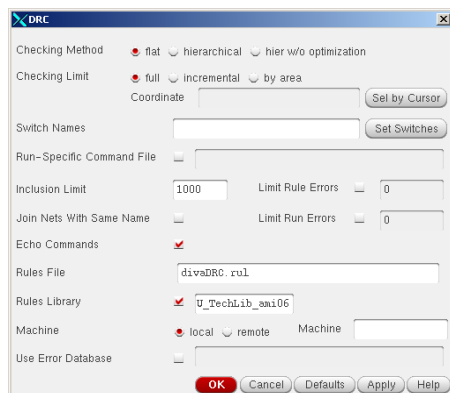 DRC
Checking Method flat hierarchical hier w/o optimization
Checking Limit full incremental by area
Coordinate Sel by Cursor
Switch Names Set Switches
Run-Specific Command File
Inclusion Limit 1000 Limit Rule Errors 0
Join Nets With Same Name Limit Run Errors 0
Echo Commands
Rules File divaDRC.rul
Rules Library U_TechLib_ami06
Machine local remote Machine
Use Error Database
OK Cancel Defaults Apply Help